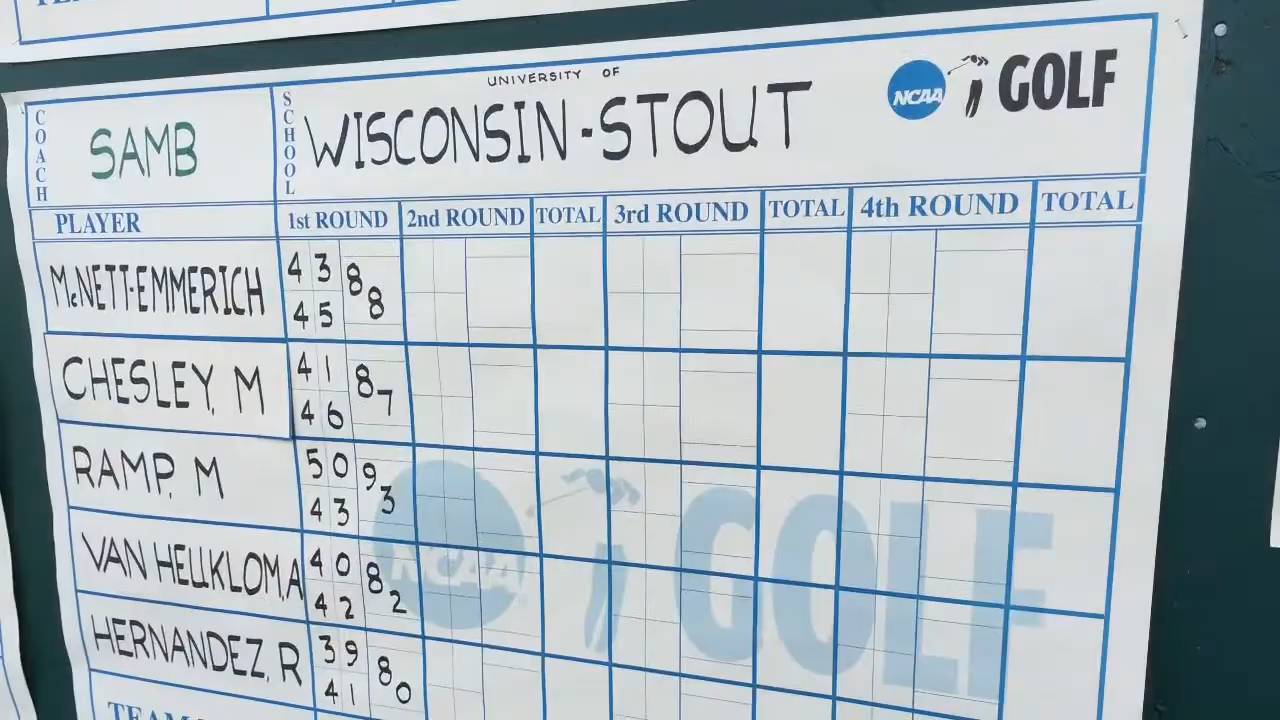 UNIVERSITY OF
COACH SAMB SCHOOL WISCONSIN-STOUT NCAA GOLF
PLAYER 1st ROUND 2nd ROUND TOTAL 3rd ROUND TOTAL 4th ROUND TOTAL
McNETT-EMMERICH 43 45 88
CHESLEY, M 41 46 87
RAMP, M 50 43 93
VAN HEUKLOM, A 40 42 82
HERNANDEZ, R 39 41 80
NCAA GOLF